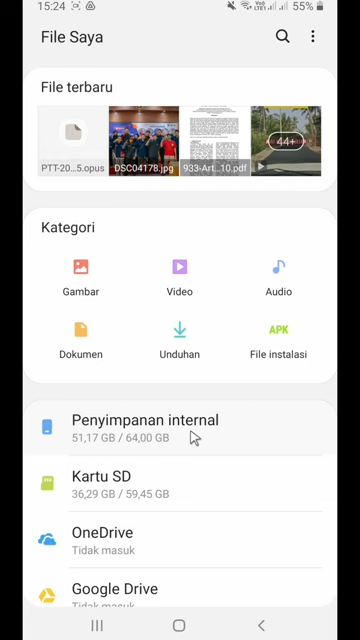 15:24
55%
File Saya
File terbaru
PTT-20...5.opus
DSC04178.jpg
933-Art...10.pdf
44+
Kategori
Gambar
Video
Audio
APK
Dokumen
Unduhan
File instalasi
Penyimpanan internal
51,17 GB / 64,00 GB
Kartu SD
36,29 GB / 59,45 GB
OneDrive
Tidak masuk
Google Drive
Tidak masuk